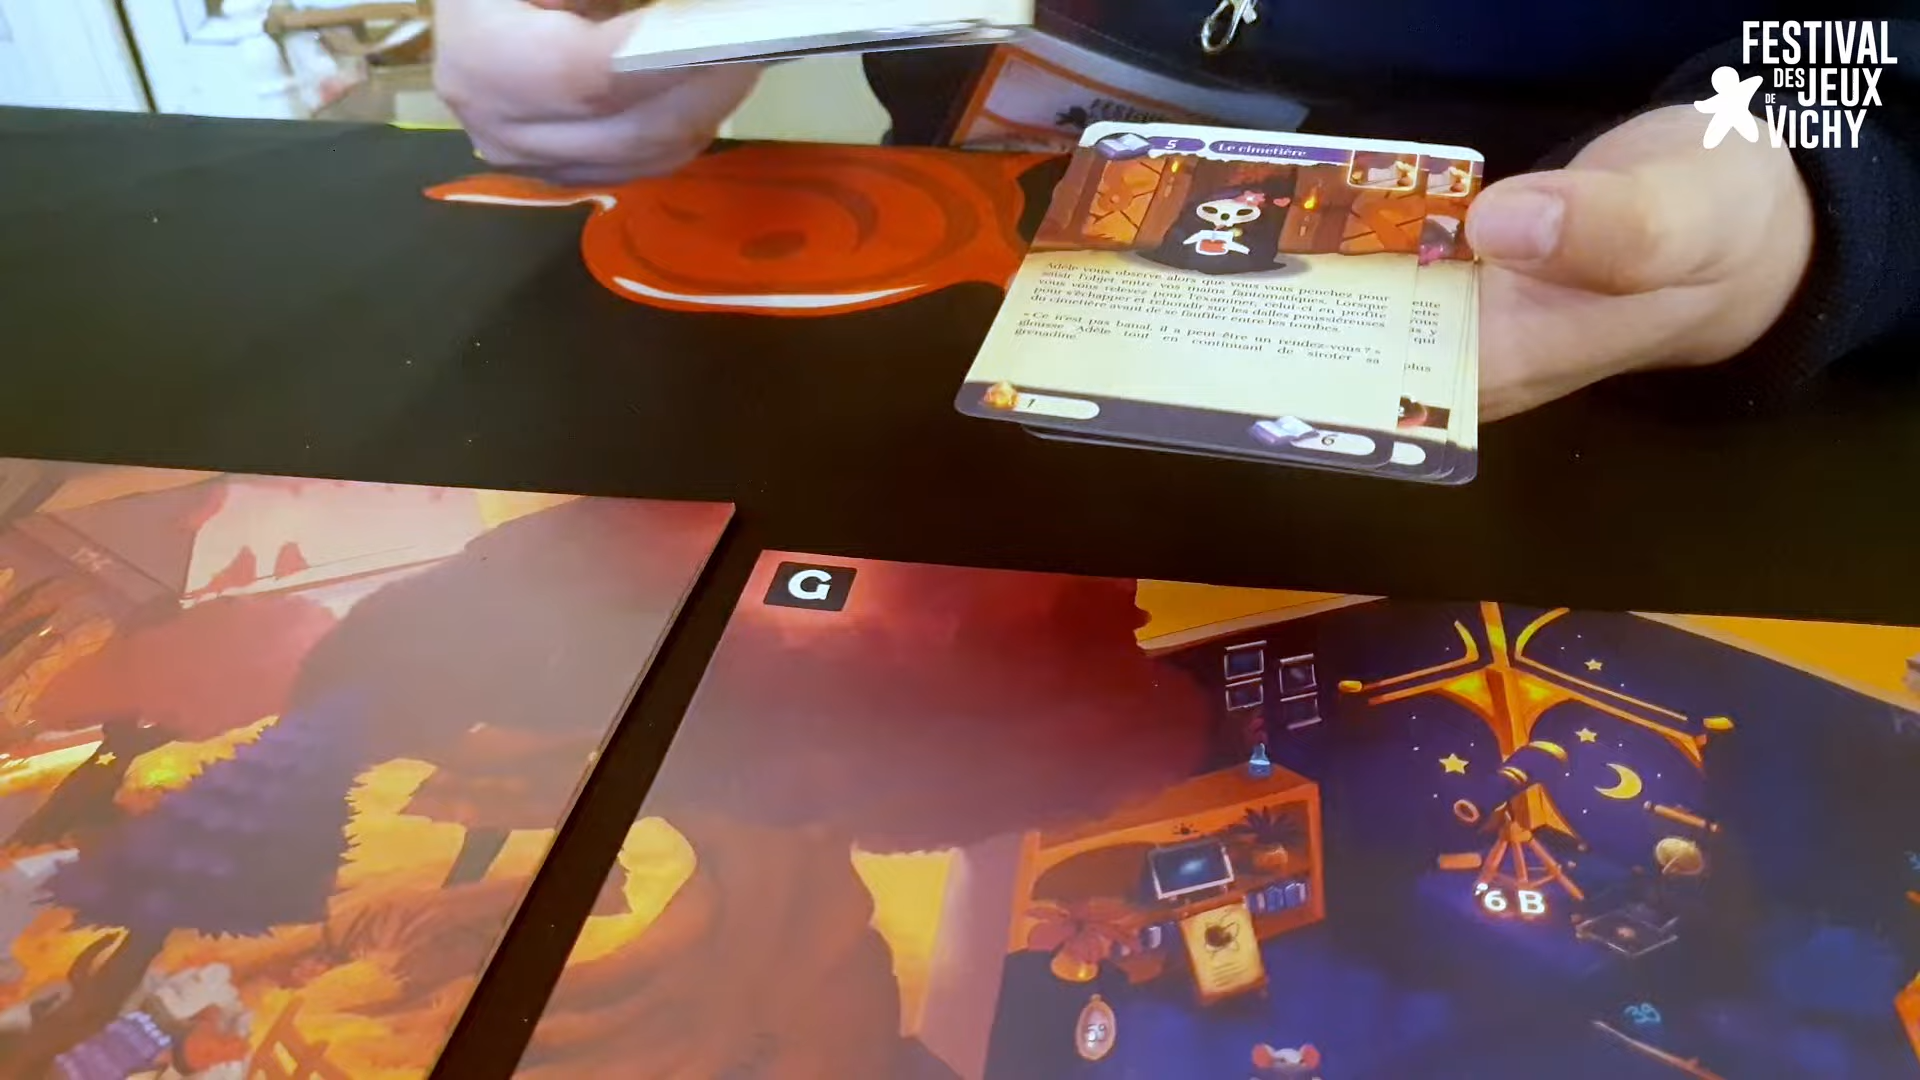 FESTIVAL
DES JEUX
DE VICHY
5 Le cimetière
Adèle vous observe alors que vous vous penchez pour
saisir l'objet entre vos mains fantomatiques. Lorsque
vous vous relevez pour l'examiner, celui-ci en profite
pour s'échapper et rebondir sur les dalles poussiéreuses
du cimetière avant de se faufiler entre les tombes.
« Ce n'est pas banal, il a peut-être un rendez-vous ? »
glousse Adèle tout en continuant de siroter sa
grenadine.
plus
1
6
G
6 B
39